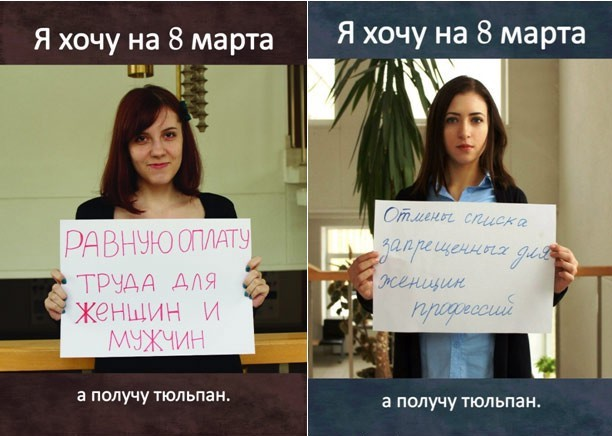 Я хочу на 8 марта
РАВНУЮ ОПЛАТУ
ТРУДА ДЛЯ
ЖЕНЩИН И
МУЖЧИН
а получу тюльпан.
Я хочу на 8 марта
Отмены списка
запрещенных для
женщин
профессий
а получу тюльпан.